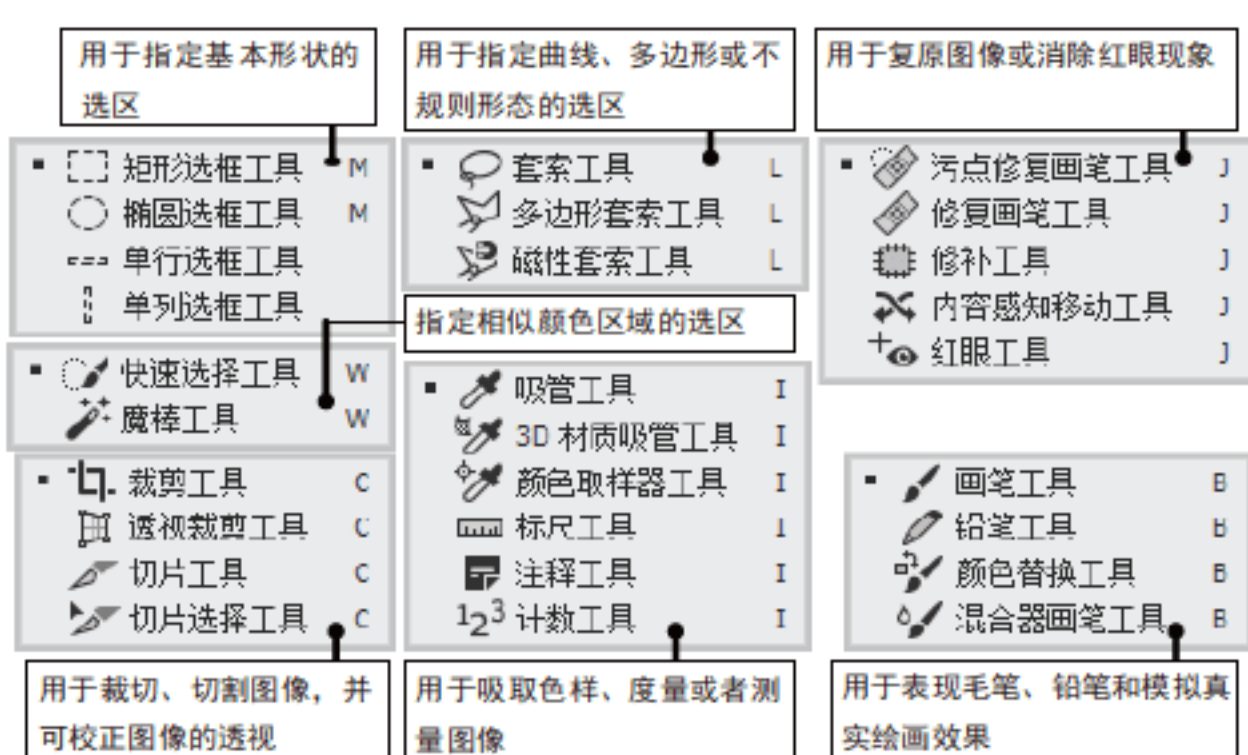 用于指定基本形状的
选区
矩形选框工具 M
椭圆选框工具 M
单行选框工具
单列选框工具
用于指定曲线、多边形或不
规则形态的选区
套索工具 L
多边形套索工具 L
磁性套索工具 L
用于复原图像或消除红眼现象
污点修复画笔工具 J
修复画笔工具 J
修补工具 J
内容感知移动工具 J
红眼工具 J
指定相似颜色区域的选区
快速选择工具 W
魔棒工具 W
裁剪工具 C
透视裁剪工具 C
切片工具 C
切片选择工具 C
用于裁切、切割图像，并
可校正图像的透视
吸管工具 I
3D 材质吸管工具 I
颜色取样器工具 I
标尺工具 I
注释工具 I
123 计数工具 I
用于吸取色样、度量或者测
量图像
画笔工具 B
铅笔工具 B
颜色替换工具 B
混合器画笔工具 B
用于表现毛笔、铅笔和模拟真
实绘画效果